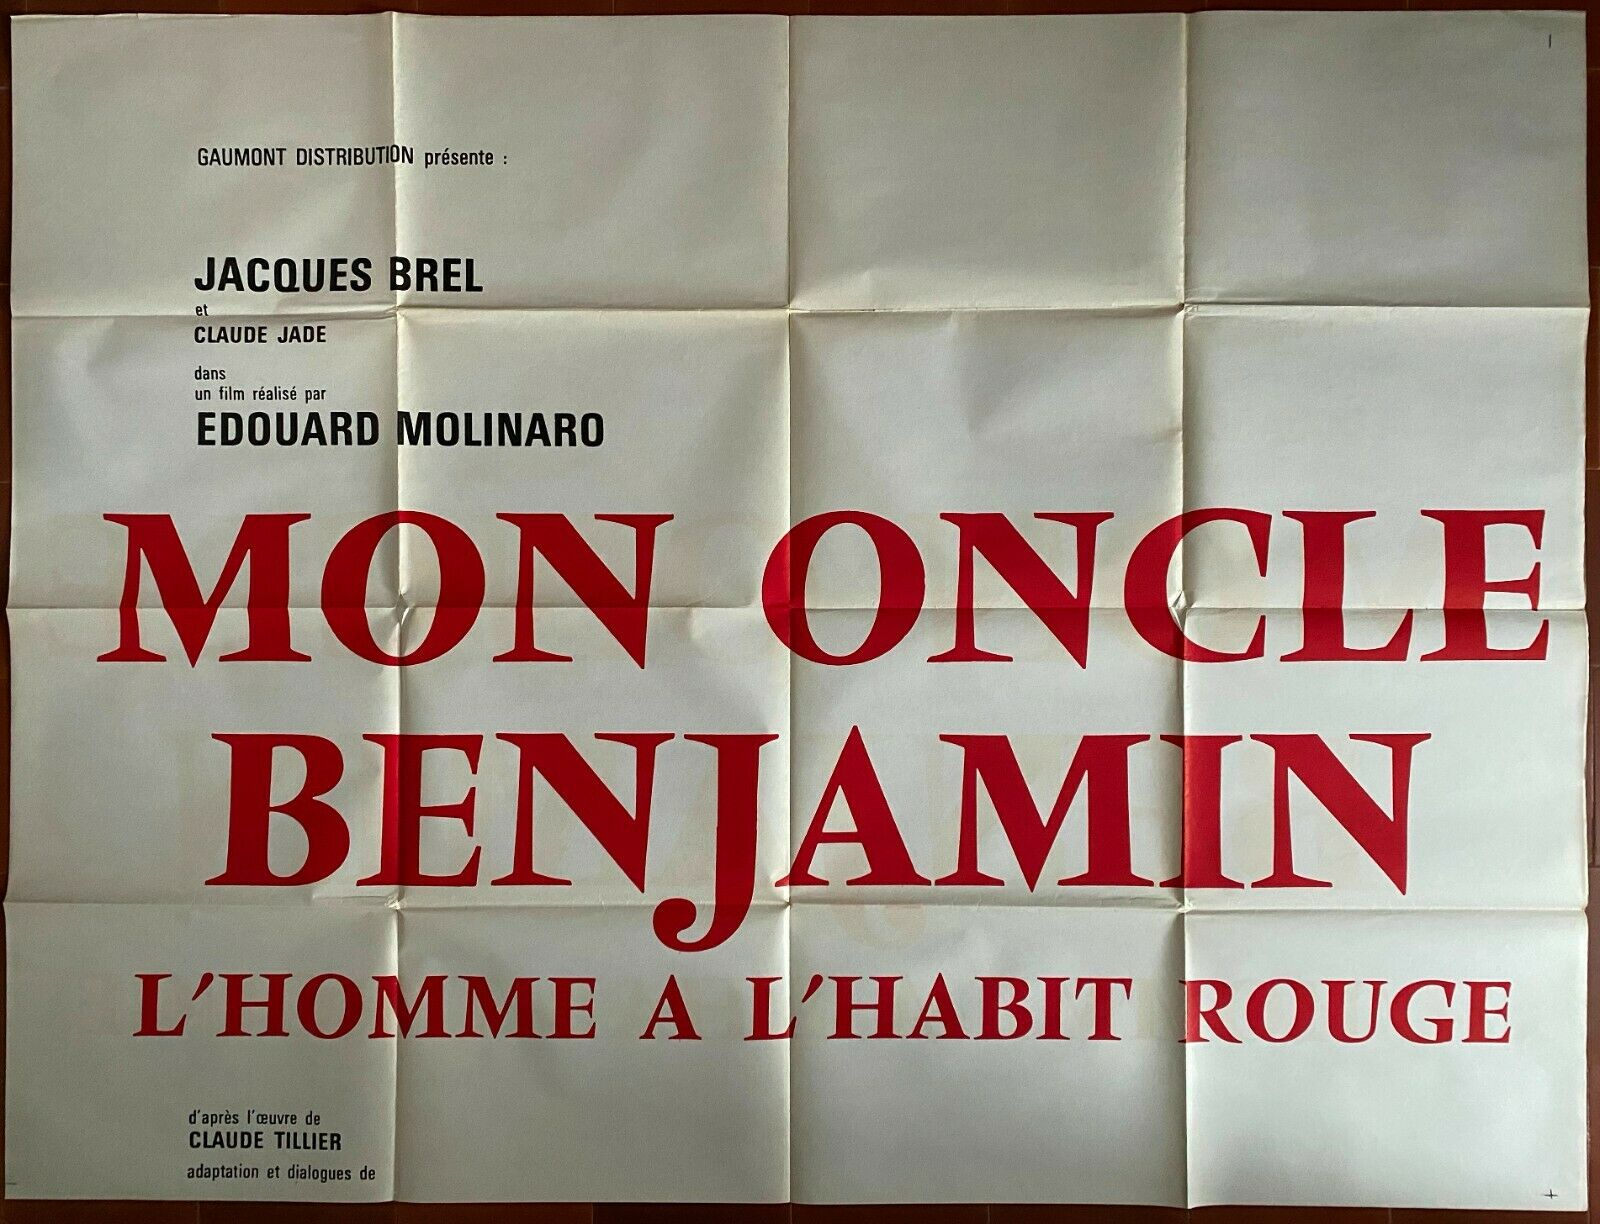 GAUMONT DISTRIBUTION présente :
JACQUES BREL
et
CLAUDE JADE
dans
un film réalisé par
EDOUARD MOLINARO
MON ONCLE
BENJAMIN
L'HOMME A L'HABIT ROUGE
d'après l'œuvre de
CLAUDE TILLIER
adaptation et dialogues de